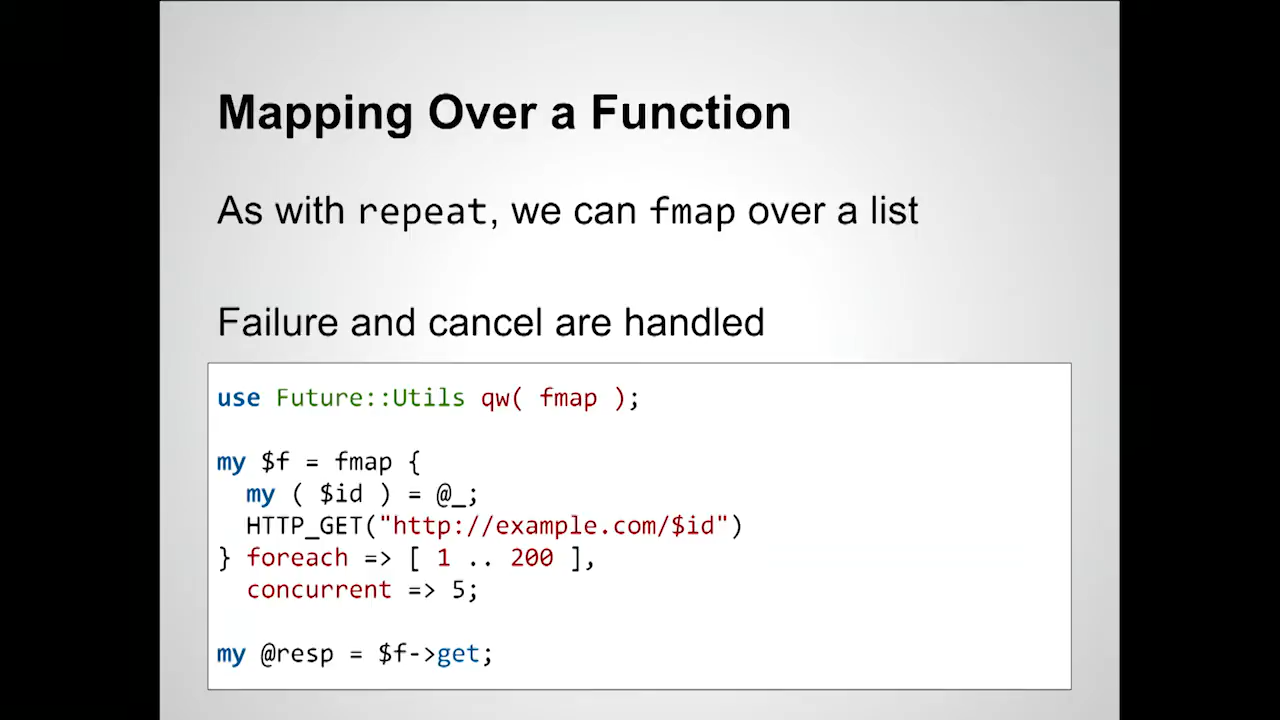 Mapping Over a Function
As with repeat, we can fmap over a list
Failure and cancel are handled
use Future::Utils qw( fmap );
my $f = fmap {
  my ( $id ) = @_;
  HTTP_GET("http://example.com/$id")
} foreach => [ 1 .. 200 ],
  concurrent => 5;
my @resp = $f->get;